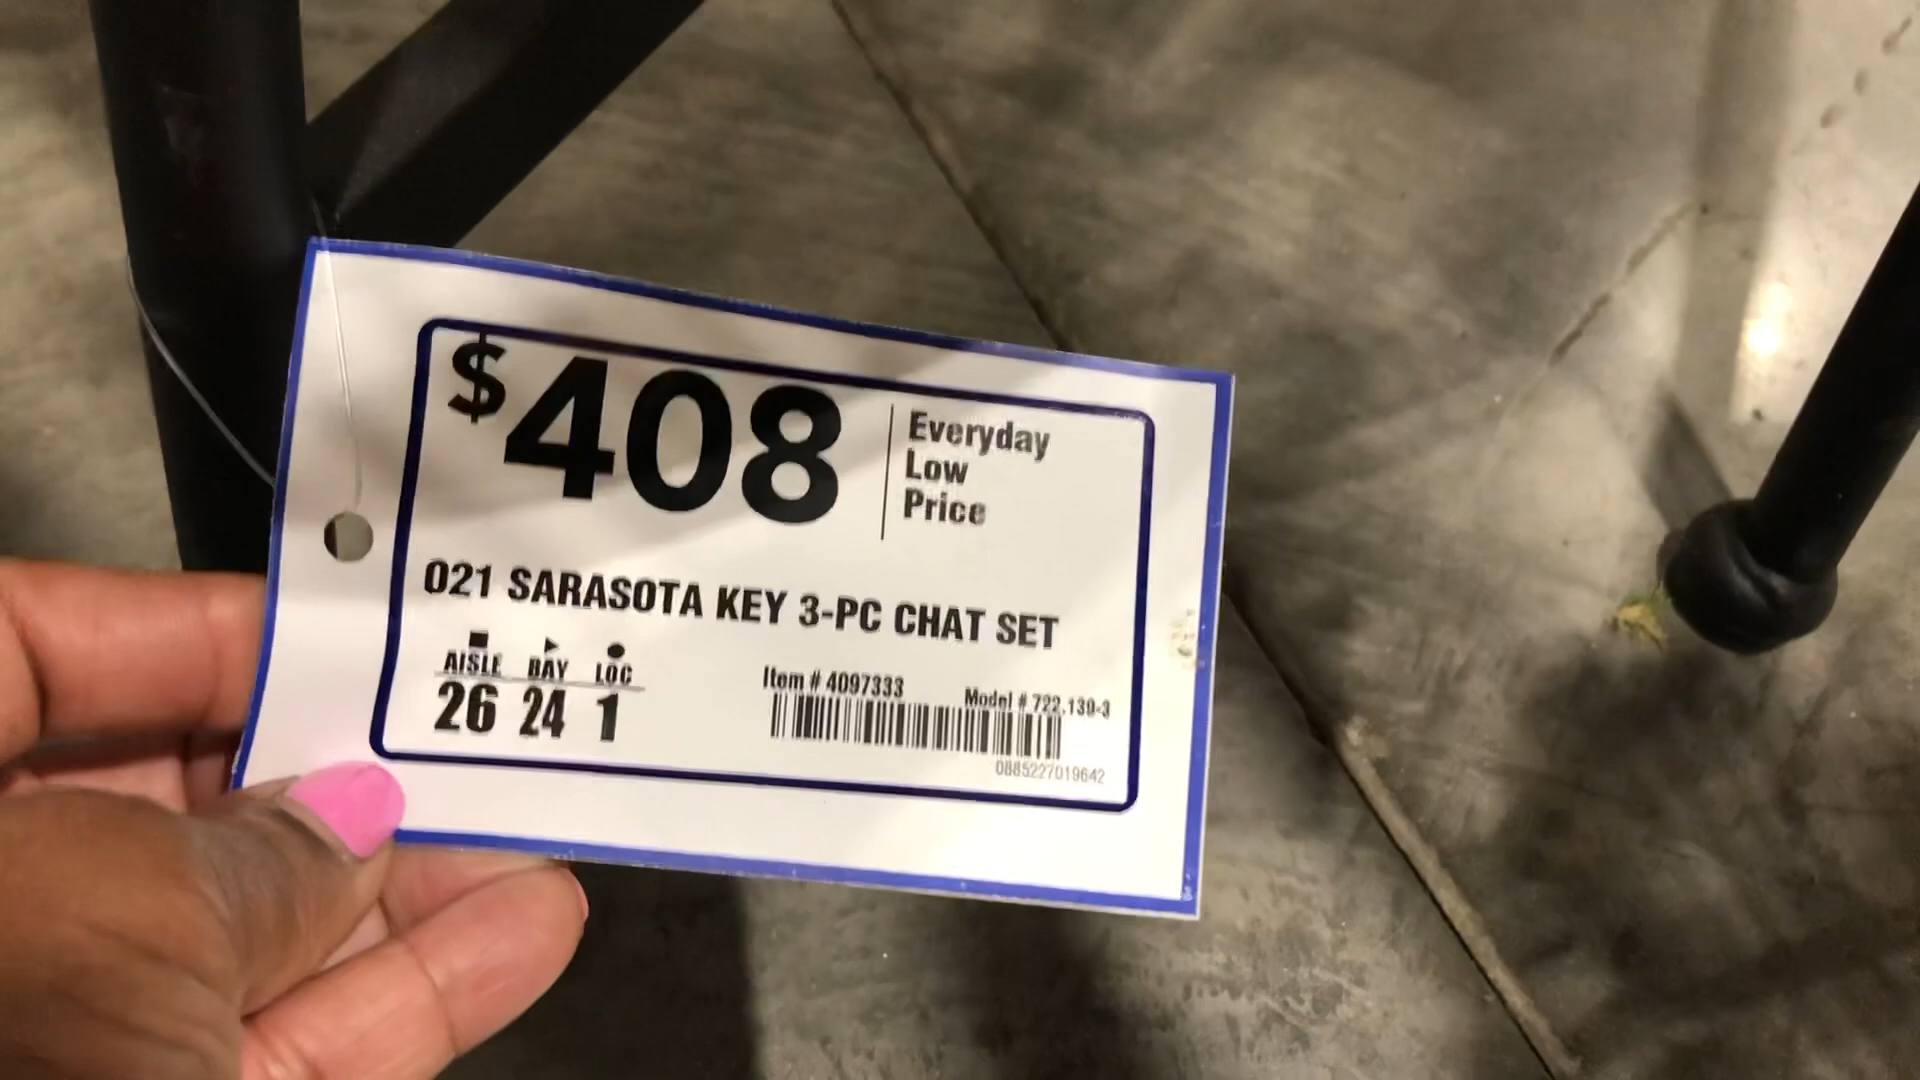 $408
Everyday
Low
Price
021 SARASOTA KEY 3-PC CHAT SET
AISLE BAY LOC
26 24 1
Item # 4097333 Model # 722.139-3
0885227019642